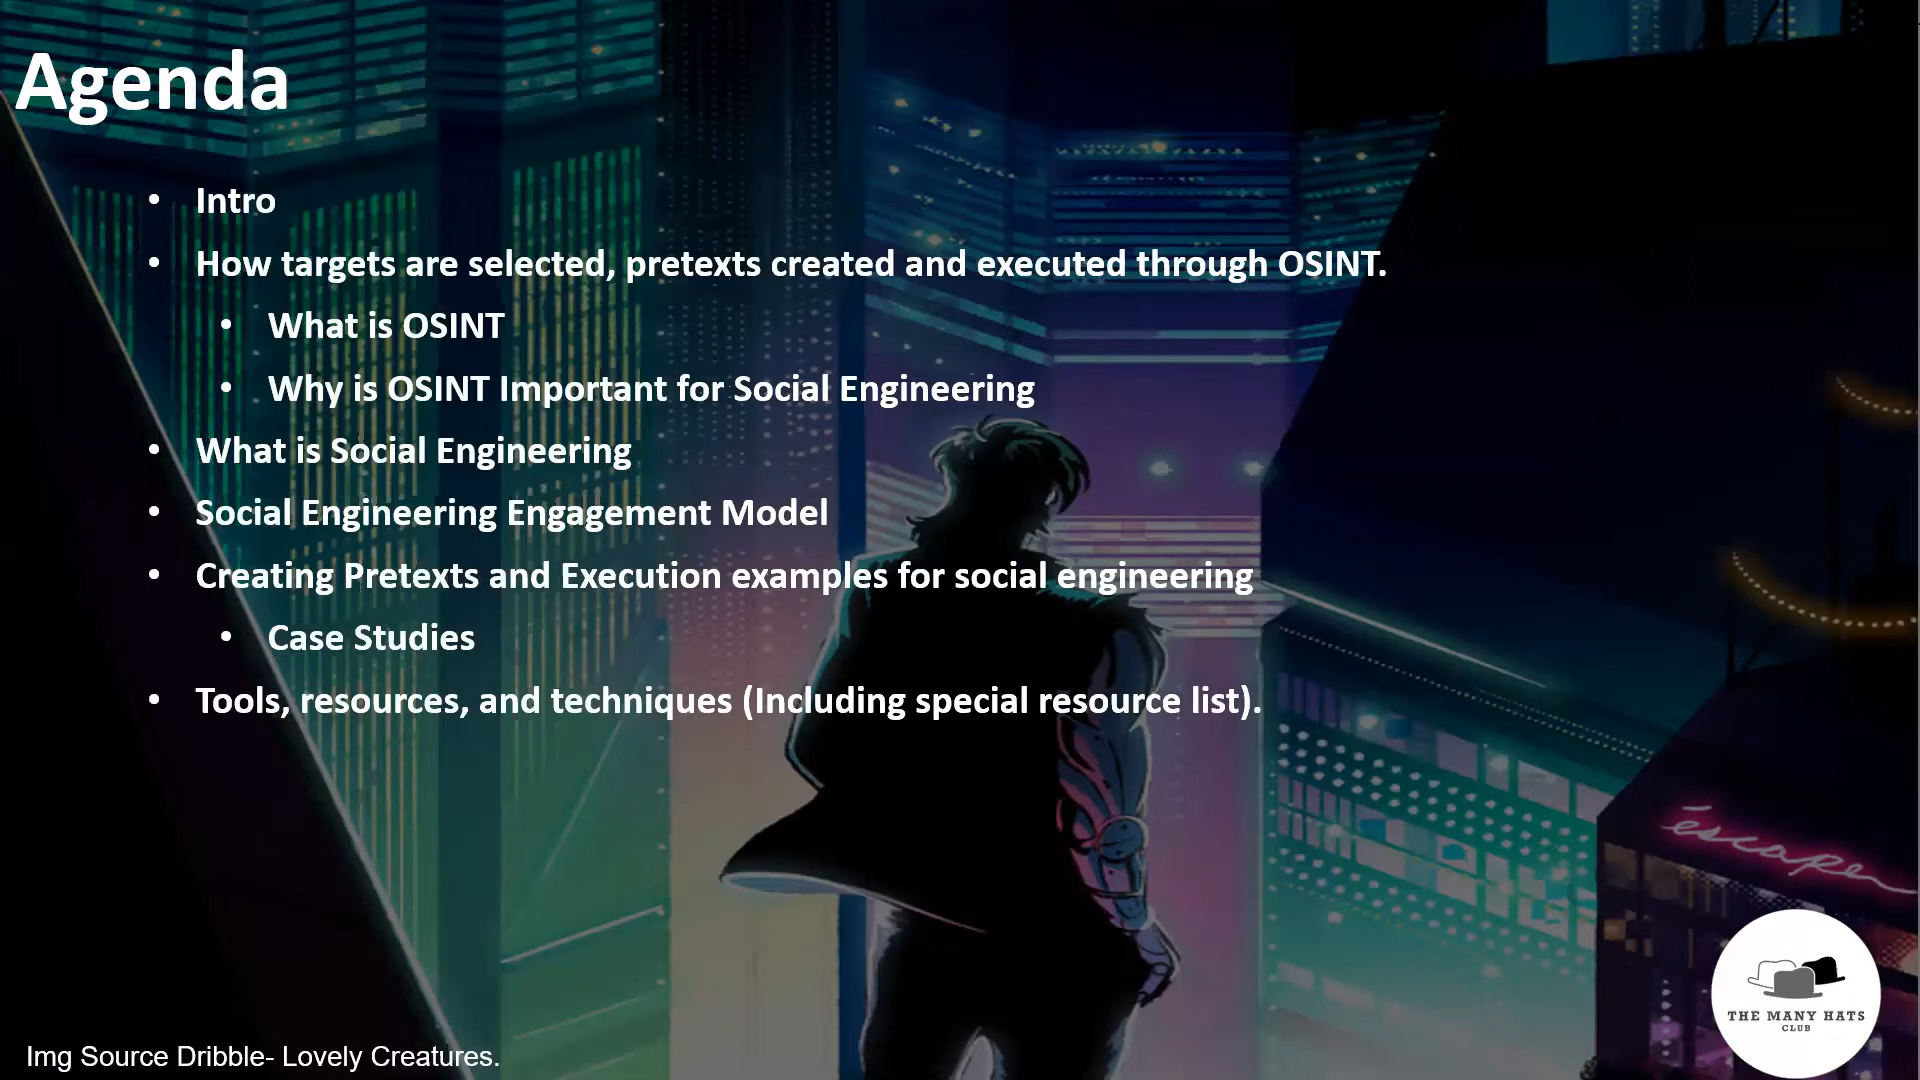 Agenda
• Intro
• How targets are selected, pretexts created and executed through OSINT.
• What is OSINT
• Why is OSINT Important for Social Engineering
• What is Social Engineering
• Social Engineering Engagement Model
• Creating Pretexts and Execution examples for social engineering
• Case Studies
• Tools, resources, and techniques (Including special resource list).
escape
THE MANY HATS
CLUB
Img Source Dribble- Lovely Creatures.